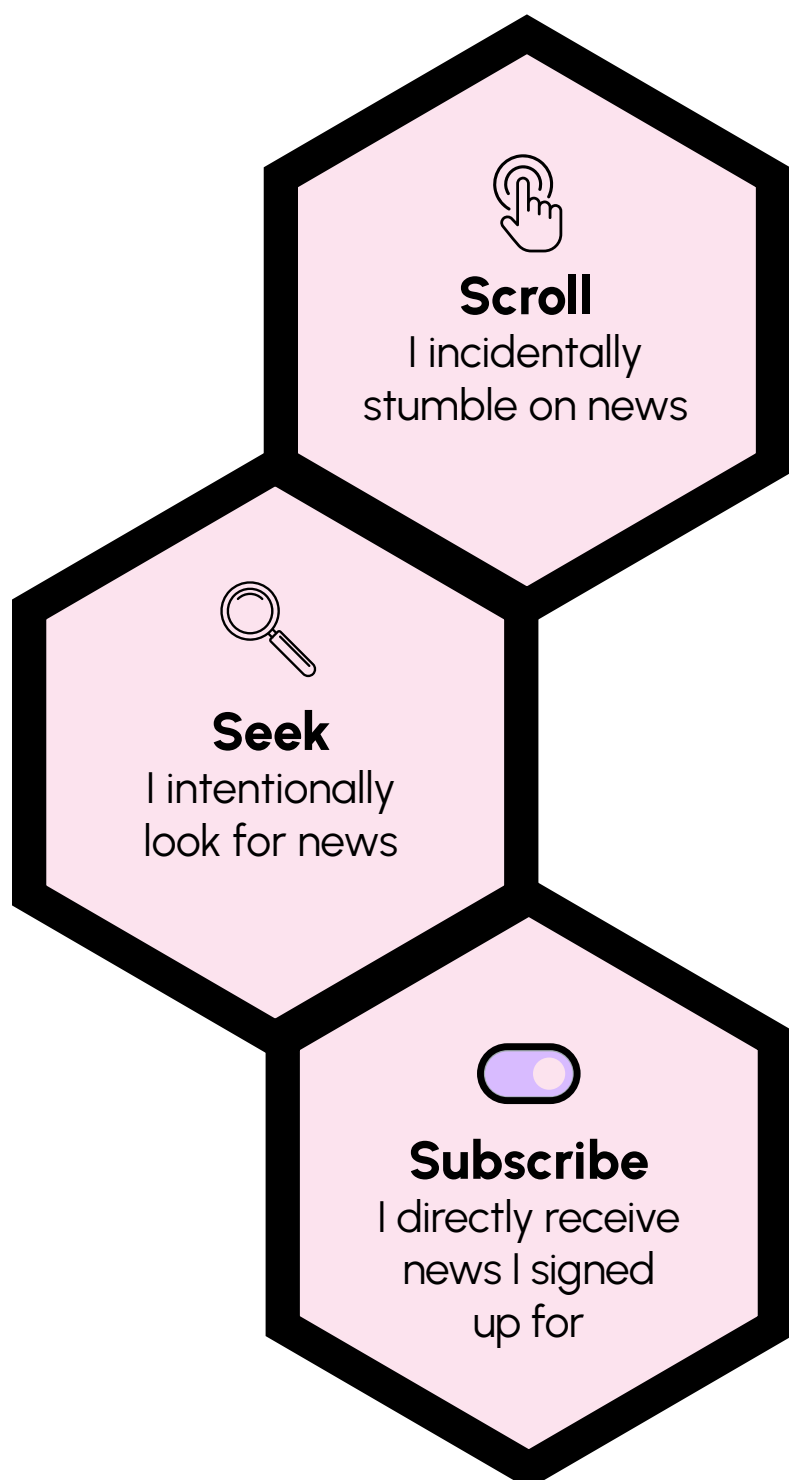 Scroll
I incidentally
stumble on news
Seek
I intentionally
look for news
Subscribe
I directly receive
news I signed
up for